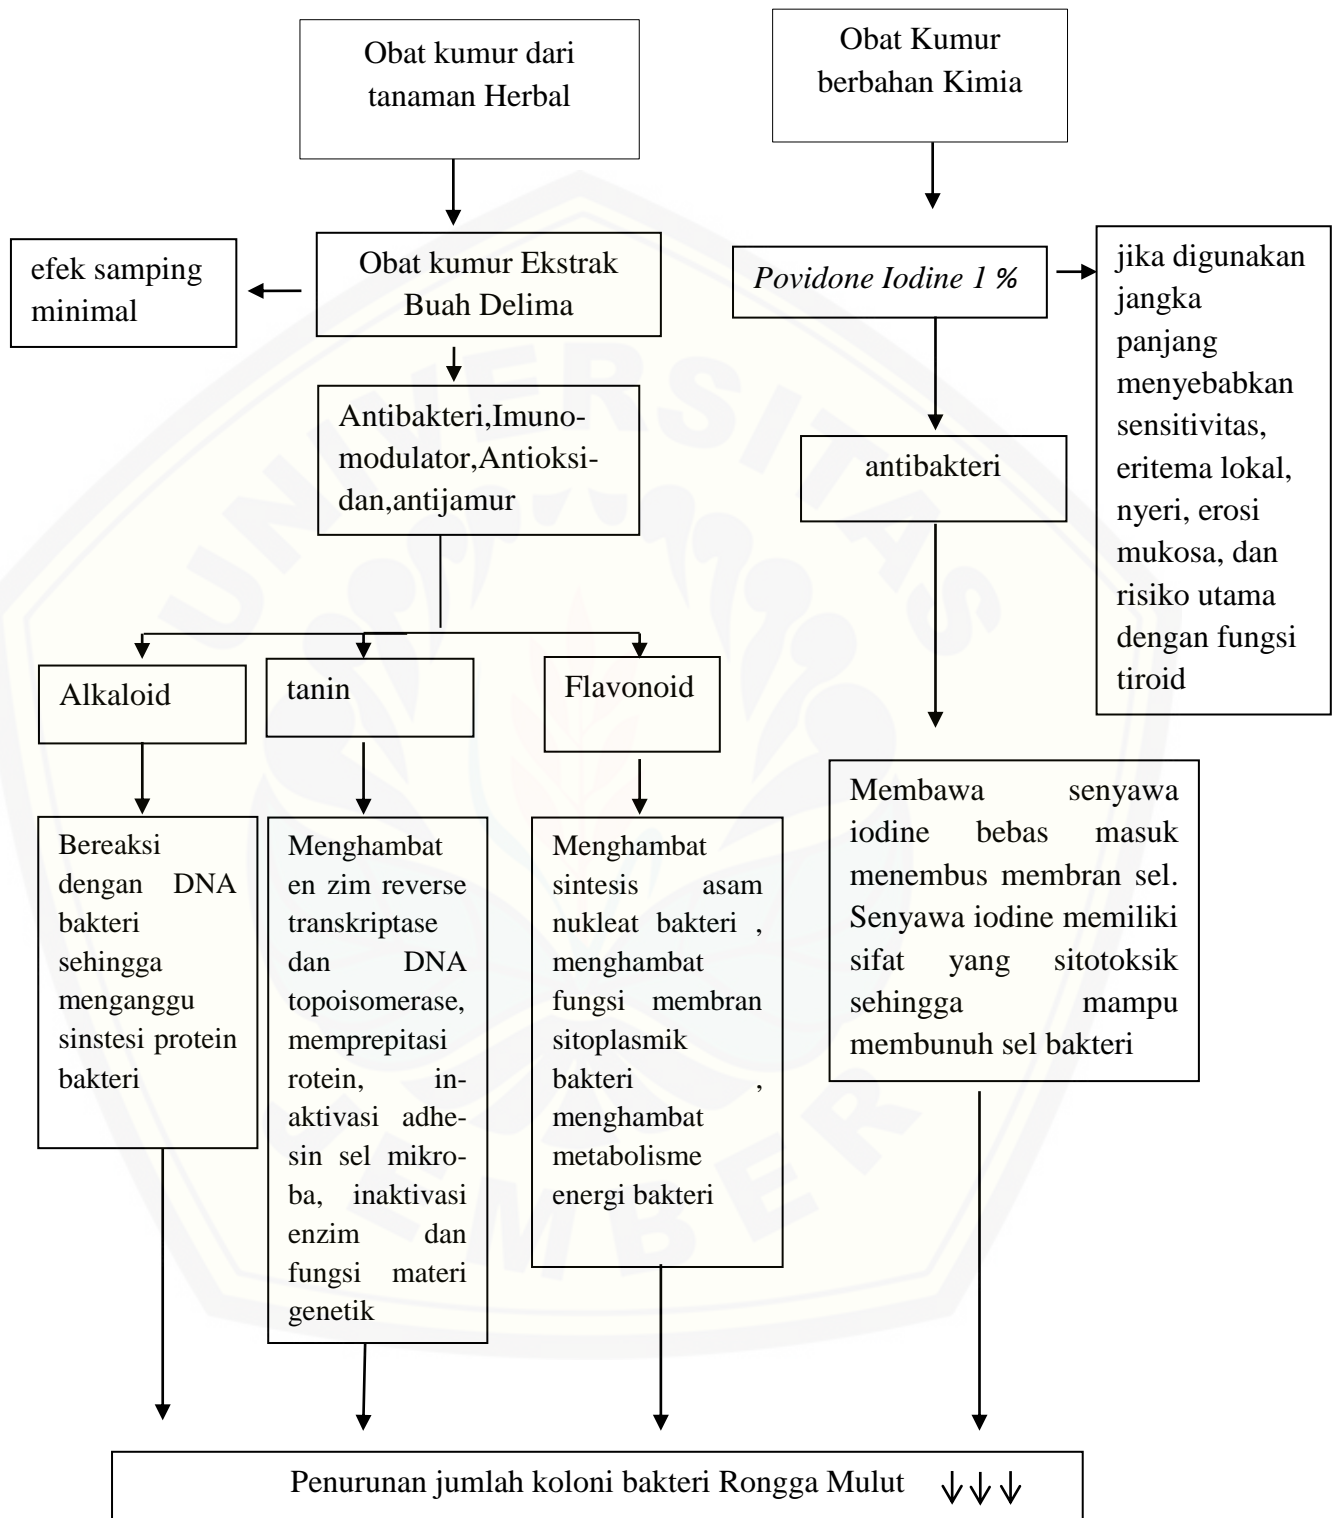 Obat kumur dari
tanaman Herbal
Obat Kumur
berbahan Kimia
efek samping
minimal
Obat kumur Ekstrak
Buah Delima
Povidone Iodine 1 %
jika digunakan
jangka
panjang
menyebabkan
sensitivitas,
eritema lokal,
nyeri, erosi
mukosa, dan
risiko utama
dengan fungsi
tiroid
Antibakteri,Imuno-
modulator,Antioksi-
dan,antijamur
antibakteri
Alkaloid
tanin
Flavonoid
Bereaksi
dengan DNA
bakteri
sehingga
menganggu
sinstesi protein
bakteri
Menghambat
en zim reverse
transkriptase
dan DNA
topoisomerase,
memprepitasi
rotein, in-
aktivasi adhe-
sin sel mikro-
ba, inaktivasi
enzim dan
fungsi materi
genetik
Menghambat
sintesis asam
nukleat bakteri ,
menghambat
fungsi membran
sitoplasmik
bakteri ,
menghambat
metabolisme
energi bakteri
Membawa senyawa
iodine bebas masuk
menembus membran sel.
Senyawa iodine memiliki
sifat yang sitotoksik
sehingga mampu
membunuh sel bakteri
Penurunan jumlah koloni bakteri Rongga Mulut
UNIVERSITAS
JEMBER